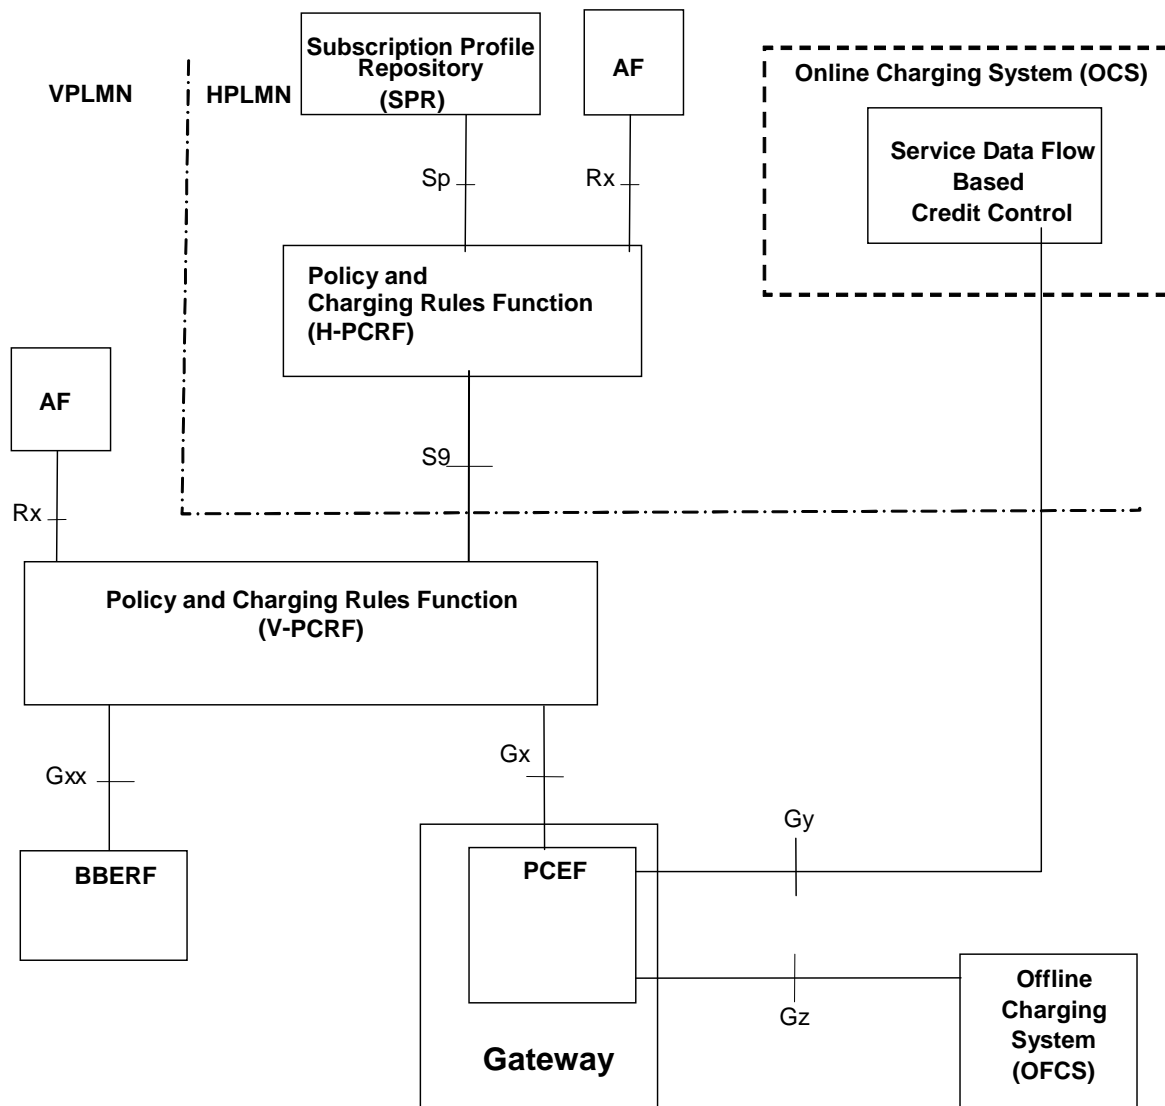 Subscription Profile
Repository
(SPR)
AF
Online Charging System (OCS)
VPLMN
HPLMN
Service Data Flow
Based
Credit Control
Sp
Rx
Policy and
Charging Rules Function
(H-PCRF)
AF
S9
Rx
Policy and Charging Rules Function
(V-PCRF)
Gxx
Gx
Gy
BBERF
PCEF
Gz
Offline
Charging
System
(OFCS)
Gateway